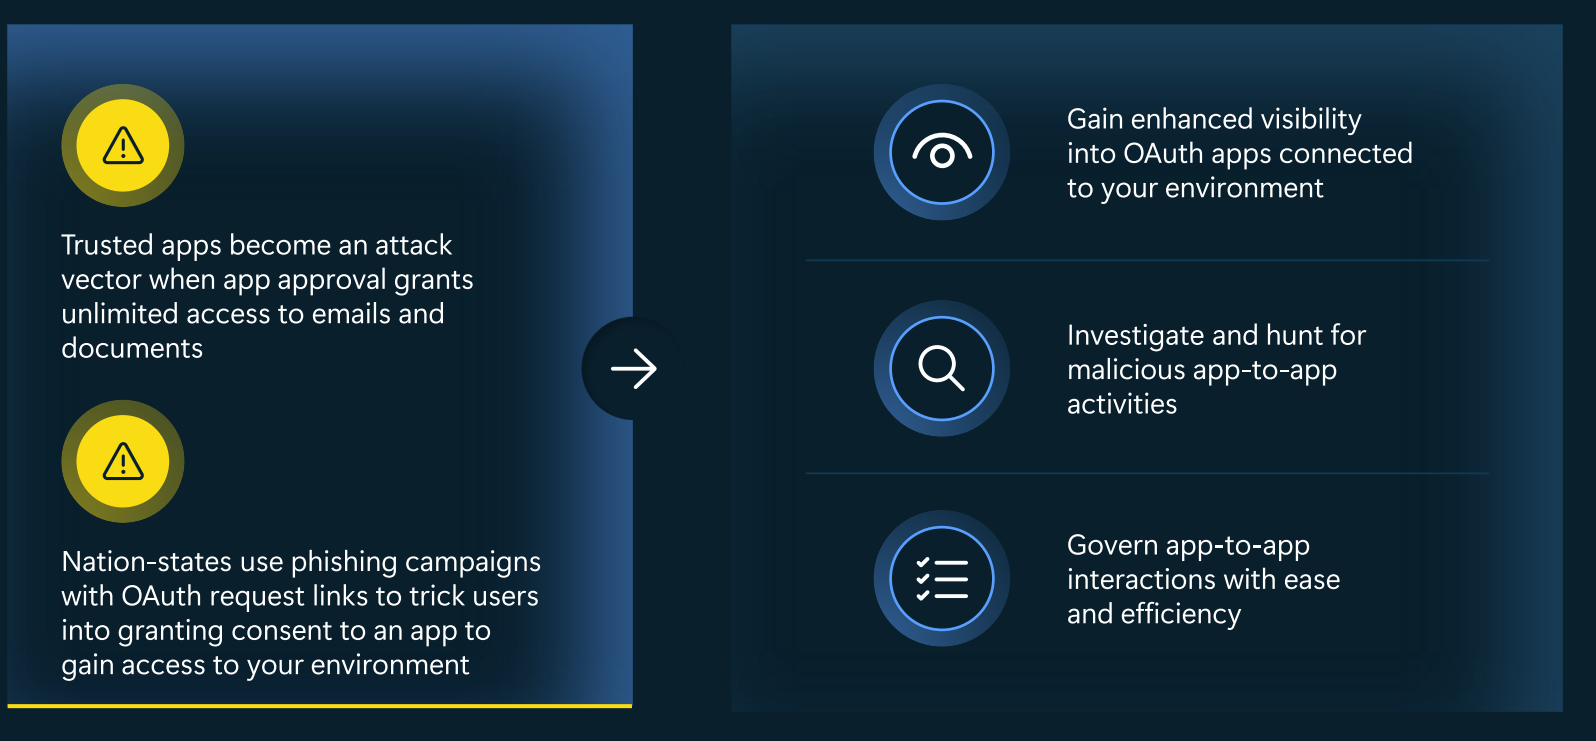 Trusted apps become an attack
vector when app approval grants
unlimited access to emails and
documents
Nation-states use phishing campaigns
with OAuth request links to trick users
into granting consent to an app to
gain access to your environment
Gain enhanced visibility
into OAuth apps connected
to your environment
Investigate and hunt for
malicious app-to-app
activities
Govern app-to-app
interactions with ease
and efficiency